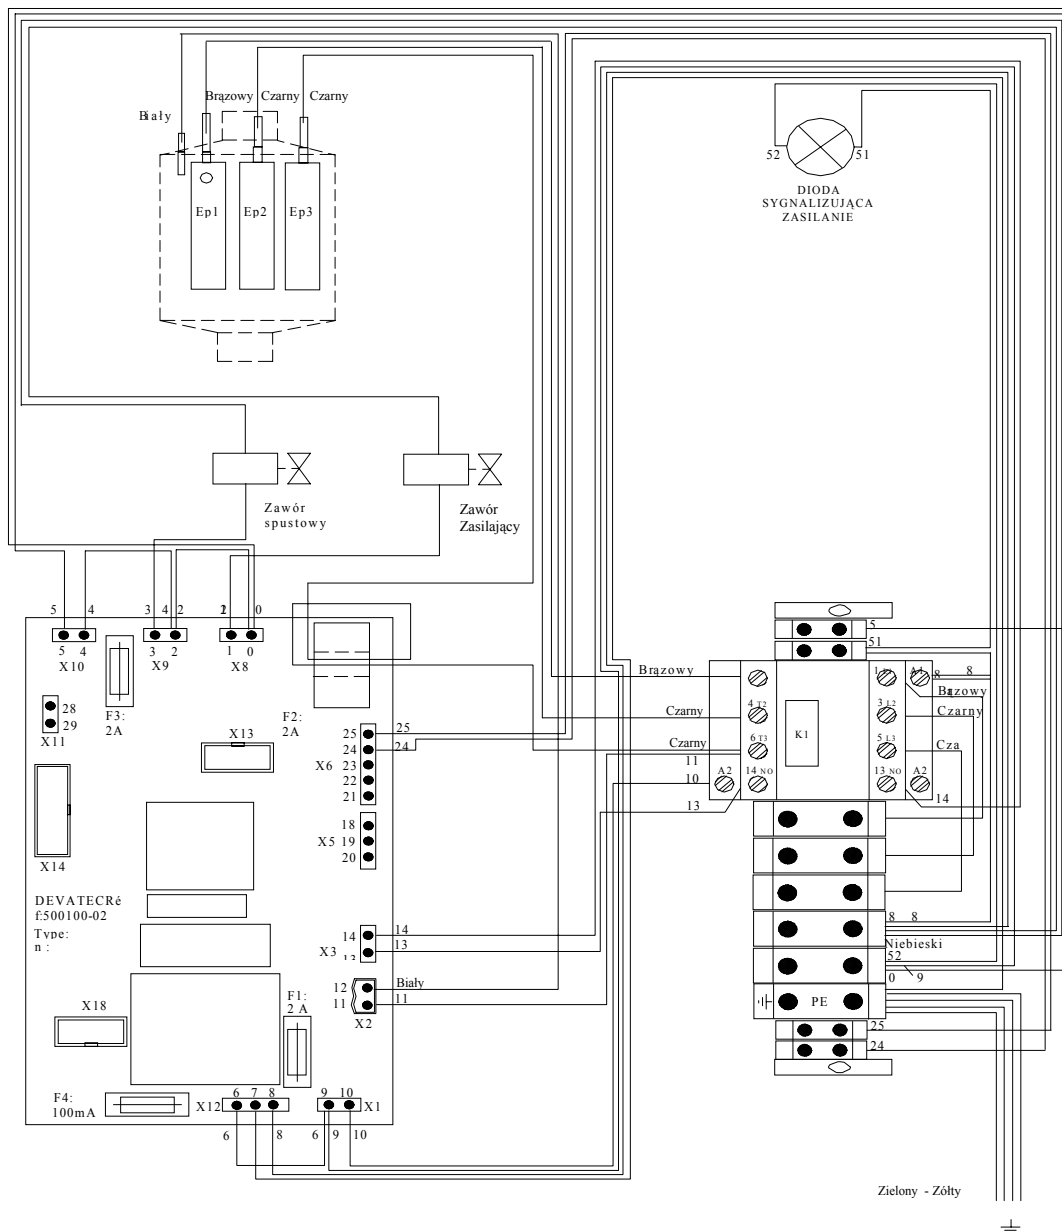 Brązowy Czarny Czarny
Biały
Ep1 Ep2 Ep3
52 51
DIODA
SYGNALIZUJĄCA
ZASILANIE
Zawór
spustowy
Zawór
Zasilający
5 4 3 4 2 0
5 4 3 2 1 0
X10 X9 X8
F3:
2A
28
29
X11
X13
F2:
2A
25 25
24 24
23
X6
22
21
18
X5 19
20
X14
DEVATECRé
f:500100-02
Type:
n :
14 14
X3 13
12 Biały
11 11
X2
X18
F1:
2 A
F4:
100mA
X12 6 7 8 9 10 X1
6 8 6 9 10
5
51
Brązowy 1 A1 8 8
Brązowy
Czarny 4 T2 3 L2 Czarny
K1
Czarny 6 T3 5 L3 Cza
11
10 A2 14 NO 13 NO A2
13 14
8 8
Niebieski
52
0 9
PE
25
24
Zielony - Zółty